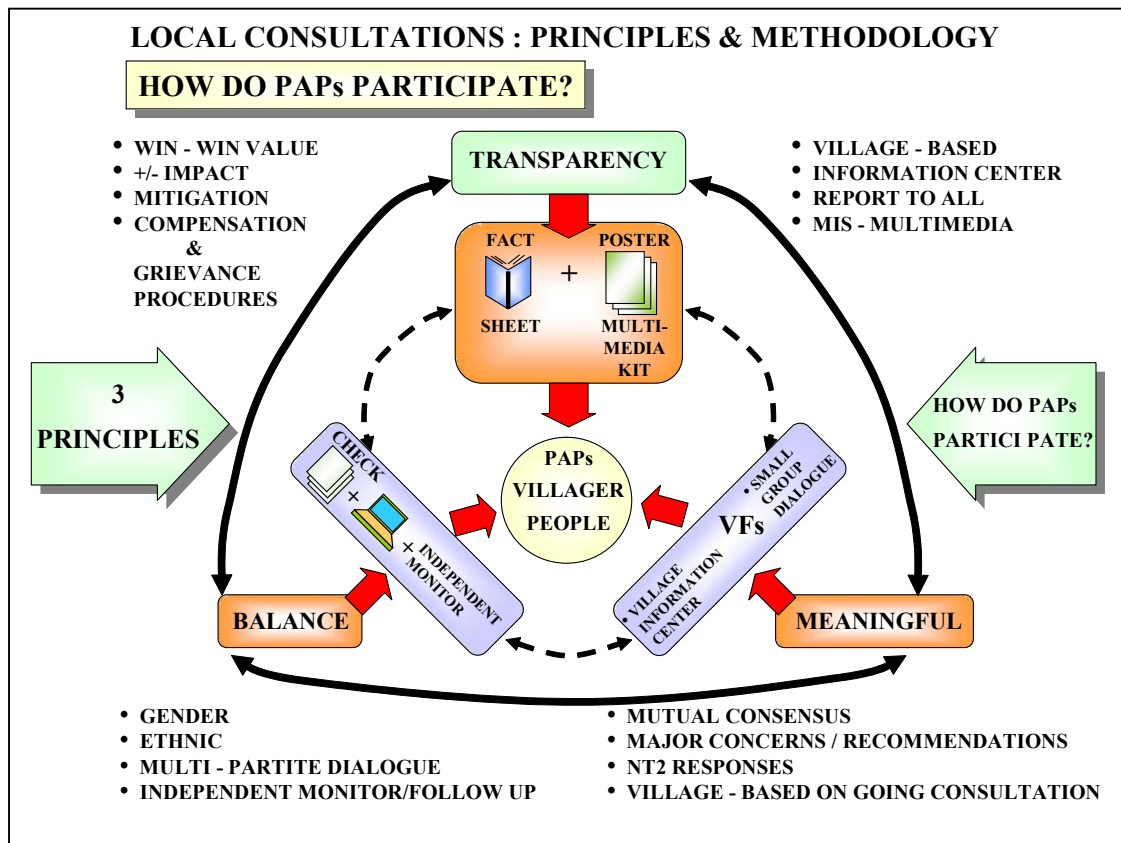 LOCAL CONSULTATIONS : PRINCIPLES & METHODOLOGY
HOW DO PAPs PARTICIPATE?
• WIN - WIN VALUE
• +/- IMPACT
• MITIGATION
• COMPENSATION
&
GRIEVANCE
PROCEDURES
TRANSPARENCY
• VILLAGE - BASED
• INFORMATION CENTER
• REPORT TO ALL
• MIS - MULTIMEDIA
FACT
SHEET
+
POSTER
MULTI-
MEDIA
KIT
3
PRINCIPLES
HOW DO PAPs
PARTICI PATE?
CHECK
+
+ INDEPENDENT
MONITOR
PAPs
VILLAGER
PEOPLE
• SMALL
GROUP
DIALOGUE
VFs
• VILLAGE
INFORMATION
CENTER
BALANCE
MEANINGFUL
• GENDER
• ETHNIC
• MULTI - PARTITE DIALOGUE
• INDEPENDENT MONITOR/FOLLOW UP
• MUTUAL CONSENSUS
• MAJOR CONCERNS / RECOMMENDATIONS
• NT2 RESPONSES
• VILLAGE - BASED ON GOING CONSULTATION